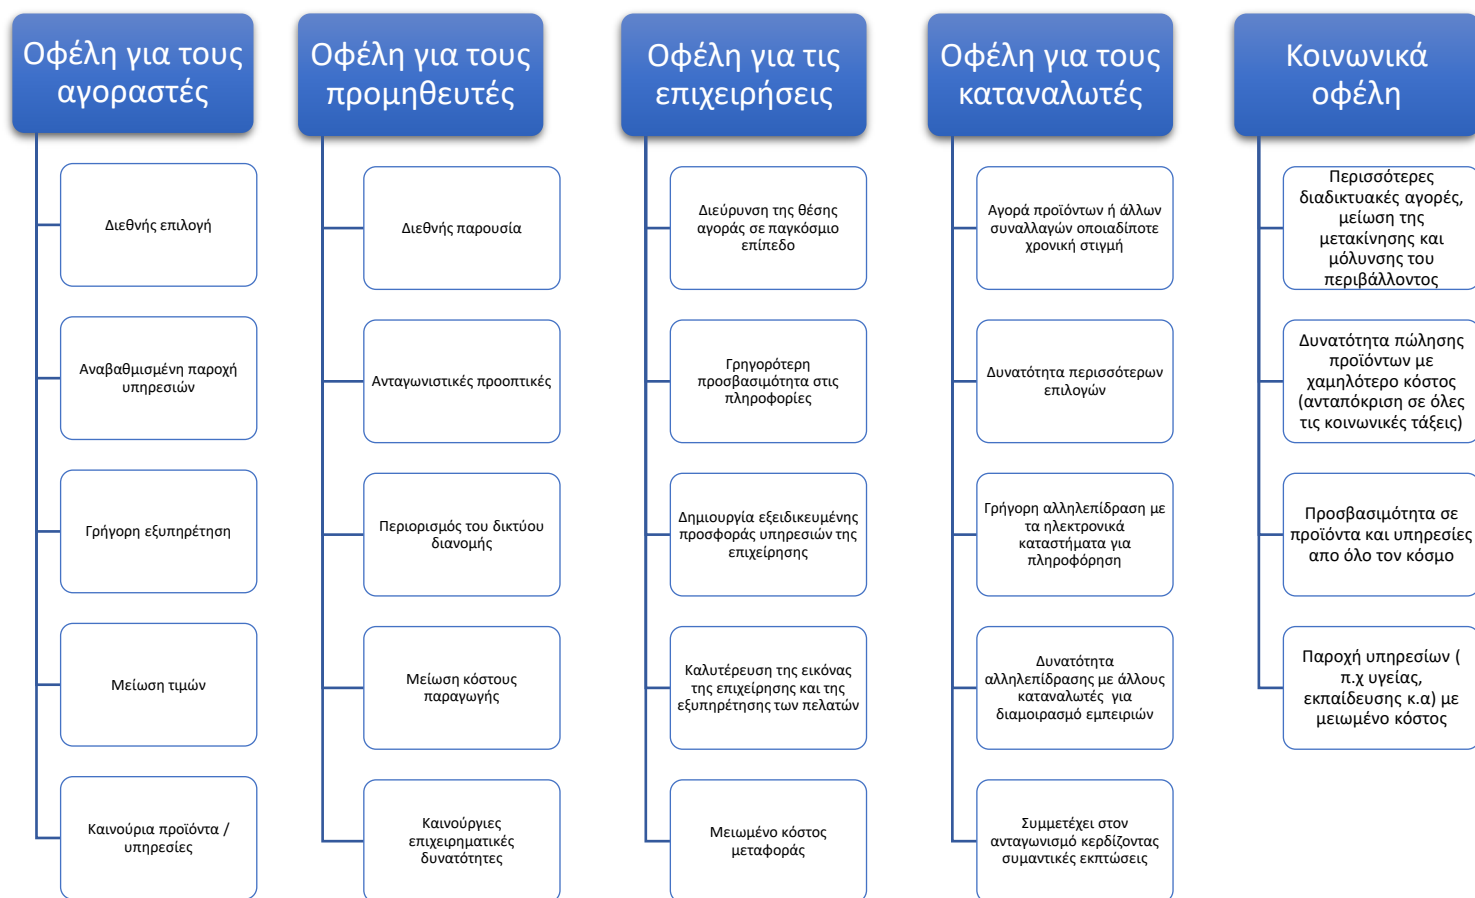 Οφέλη για τους
αγοραστές
Διεθνής επιλογή
Αναβαθμισμένη παροχή
υπηρεσιών
Γρήγορη εξυπηρέτηση
Μείωση τιμών
Καινούρια προϊόντα /
υπηρεσίες
Οφέλη για τους
προμηθευτές
Διεθνής παρουσία
Ανταγωνιστικές προοπτικές
Περιορισμός του δικτύου
διανομής
Μείωση κόστους
παραγωγής
Καινούργιες
επιχειρηματικές
δυνατότητες
Οφέλη για τις
επιχειρήσεις
Διεύρυνση της θέσης
αγοράς σε παγκόσμιο
επίπεδο
Γρηγορότερη
προσβασιμότητα στις
πληροφορίες
Δημιουργία εξειδικευμένης
προσφοράς υπηρεσιών της
επιχείρησης
Καλυτέρευση της εικόνας
της επιχείρησης και της
εξυπηρέτησης των πελατών
Μειωμένο κόστος
μεταφοράς
Οφέλη για τους
καταναλωτές
Αγορά προϊόντων ή άλλων
συναλλαγών οποιαδίποτε
χρονική στιγμή
Δυνατότητα περισσότερων
επιλογών
Γρήγορη αλληλεπίδραση με
τα ηλεκτρονικά
καταστήματα για
πληροφόρηση
Δυνατότητα
αλληλεπίδρασης με άλλους
καταναλωτές για
διαμοιρασμό εμπειριών
Συμμετέχει στον
ανταγωνισμό κερδίζοντας
συμαντικές εκπτώσεις
Κοινωνικά
οφέλη
Περισσότερες
διαδικτυακές αγορές,
μείωση της
μετακίνησης και
μόλυνσης του
περιβάλλοντος
Δυνατότητα πώλησης
προϊόντων με
χαμηλότερο κόστος
(ανταπόκριση σε όλες
τις κοινωνικές τάξεις)
Προσβασιμότητα σε
προϊόντα και υπηρεσίες
απο όλο τον κόσμο
Παροχή υπηρεσίων (
π.χ υγείας,
εκπαίδευσης κ.α) με
μειωμένο κόστος